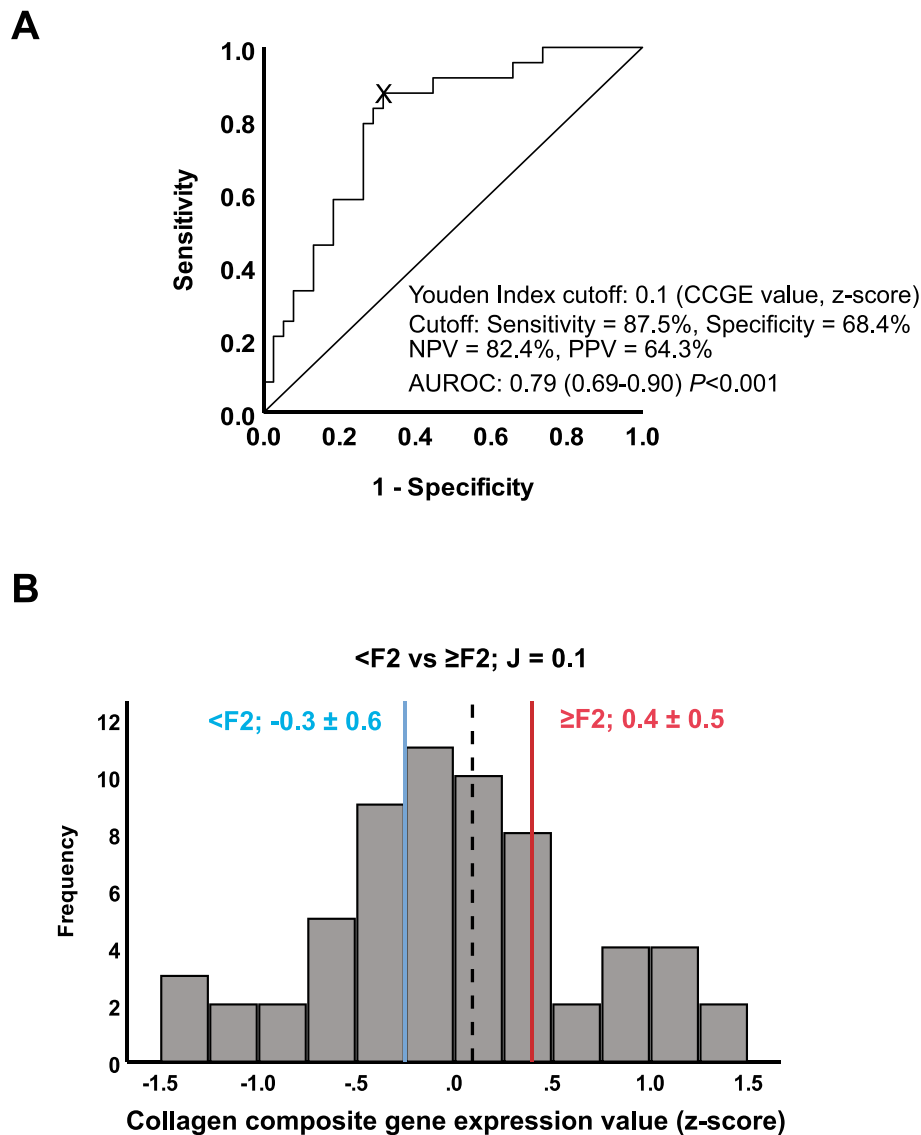 A
1.0
0.8
0.6
0.4
0.2
0.0
Sensitivity
X
Youden Index cutoff: 0.1 (CCGE value, z-score)
Cutoff: Sensitivity = 87.5%, Specificity = 68.4%
NPV = 82.4%, PPV = 64.3%
AUROC: 0.79 (0.69-0.90) P<0.001
0.0 0.2 0.4 0.6 0.8 1.0
1 - Specificity
B
<F2 vs ≥F2; J = 0.1
<F2; -0.3 ± 0.6
≥F2; 0.4 ± 0.5
12
10
8
6
4
2
0
Frequency
-1.5 -1.0 -.5 .0 .5 1.0 1.5
Collagen composite gene expression value (z-score)